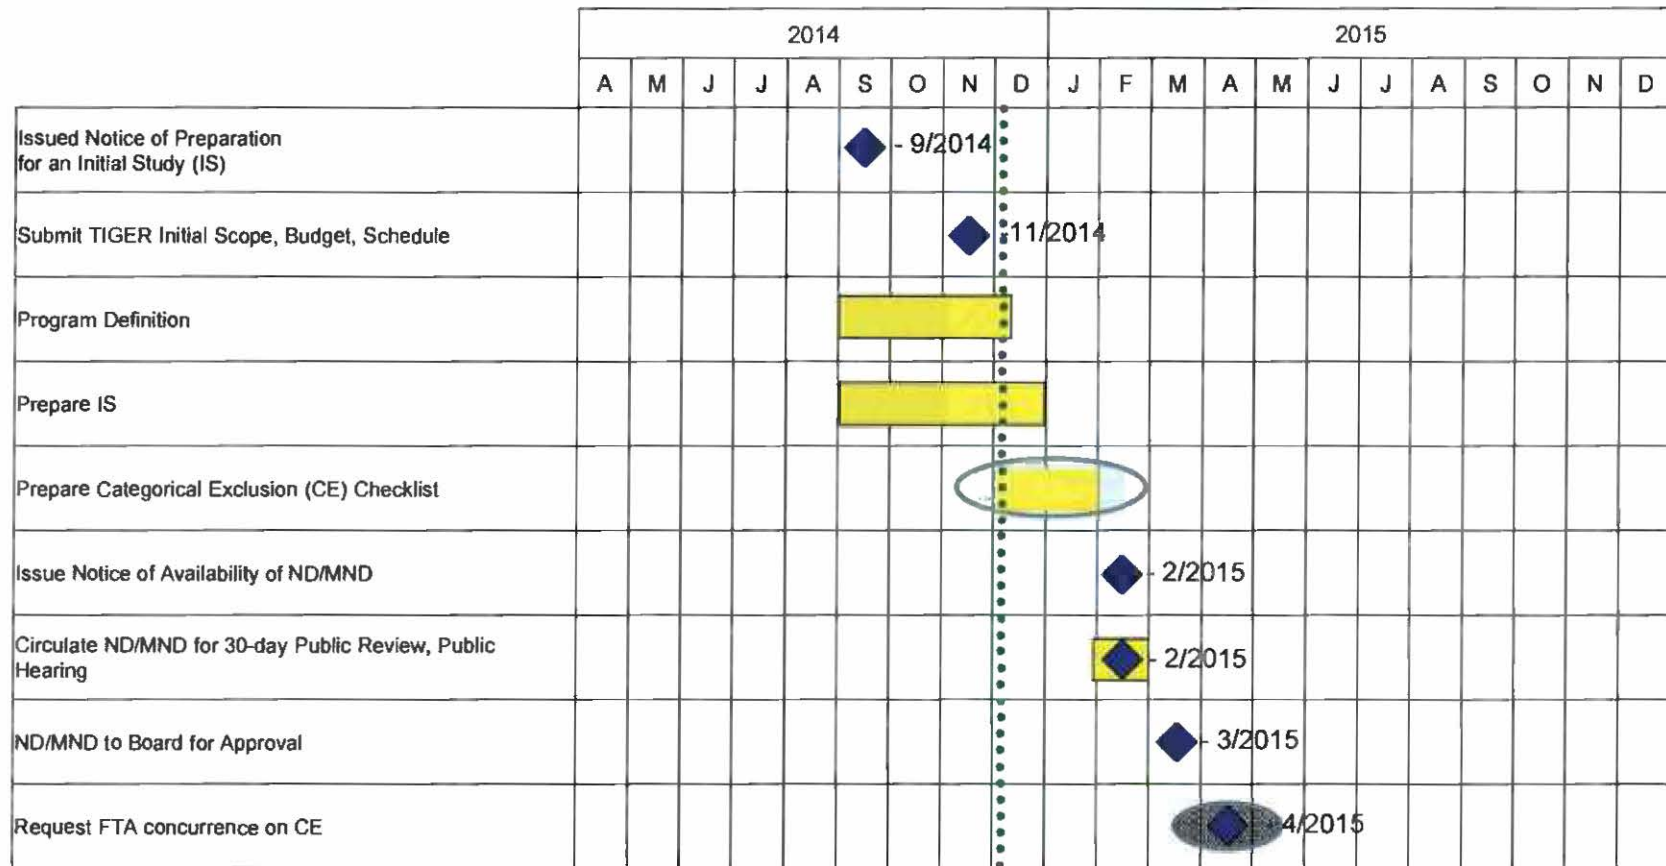 2014 2015
A M J J A S O N D J F M A M J J A S O N D
Issued Notice of Preparation
for an Initial Study (IS)
- 9/2014
Submit TIGER Initial Scope, Budget, Schedule
-11/2014
Program Definition
Prepare IS
Prepare Categorical Exclusion (CE) Checklist
Issue Notice of Availability of ND/MND
- 2/2015
Circulate ND/MND for 30-day Public Review, Public
Hearing
- 2/2015
ND/MND to Board for Approval
- 3/2015
Request FTA concurrence on CE
4/2015